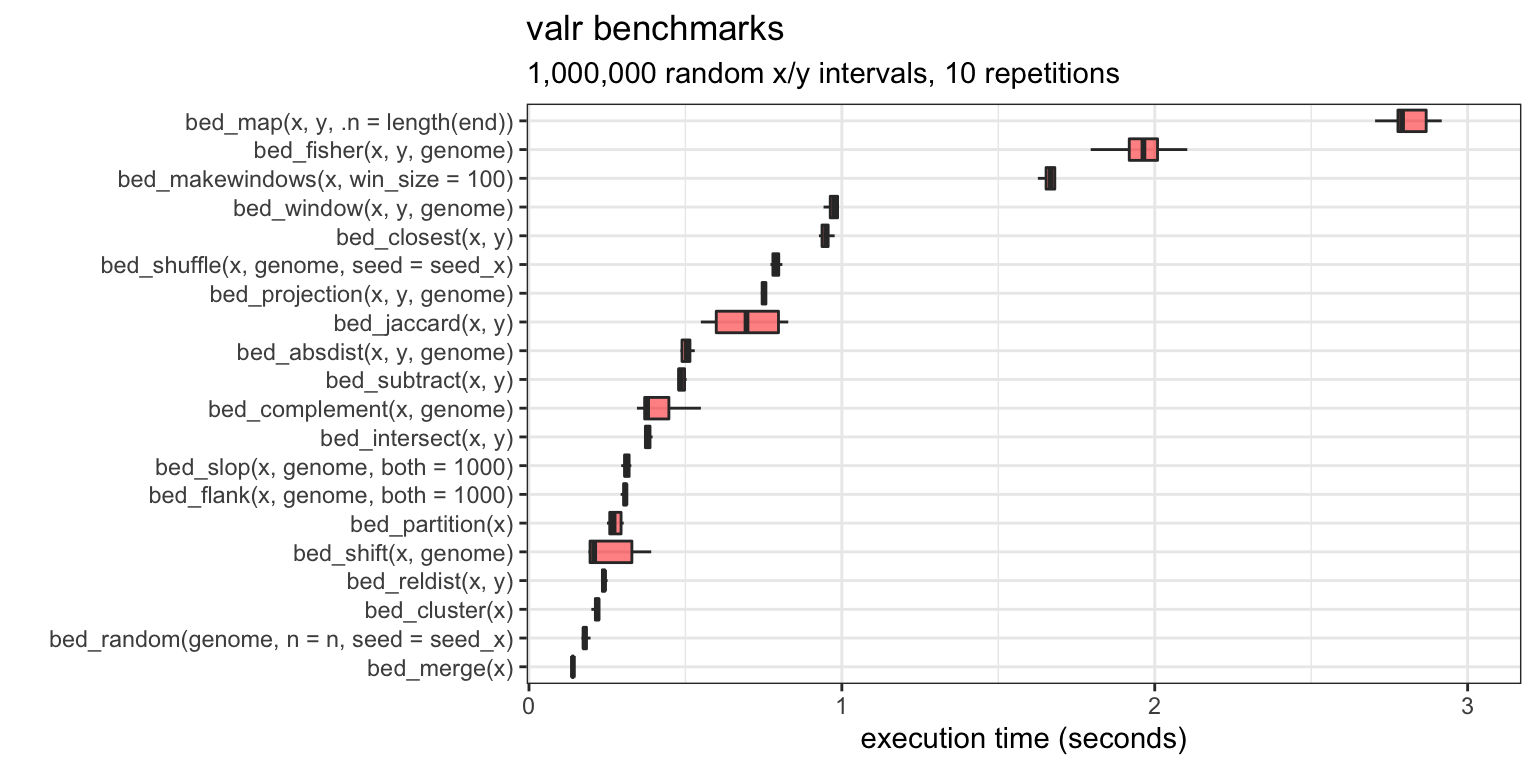 valr benchmarks
1,000,000 random x/y intervals, 10 repetitions
bed_map(x, y, .n = length(end))
bed_fisher(x, y, genome)
bed_makewindows(x, win_size = 100)
bed_window(x, y, genome)
bed_closest(x, y)
bed_shuffle(x, genome, seed = seed_x)
bed_projection(x, y, genome)
bed_jaccard(x, y)
bed_absdist(x, y, genome)
bed_subtract(x, y)
bed_complement(x, genome)
bed_intersect(x, y)
bed_slop(x, genome, both = 1000)
bed_flank(x, genome, both = 1000)
bed_partition(x)
bed_shift(x, genome)
bed_reldist(x, y)
bed_cluster(x)
bed_random(genome, n = n, seed = seed_x)
bed_merge(x)
0 1 2 3
execution time (seconds)